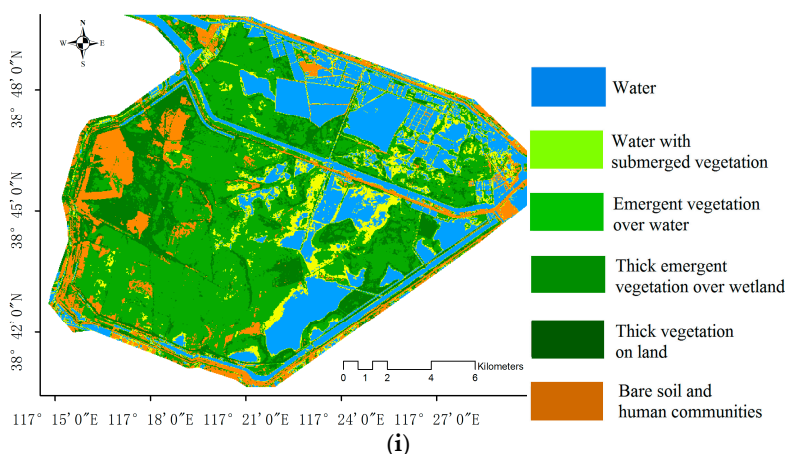 N
W E
S
38° 48′0″N
38° 45′0″N
38° 42′0″N
Water
Water with
submerged vegetation
Emergent vegetation
over water
Thick emergent
vegetation over wetland
Thick vegetation
on land
Bare soil and
human communities
Kilometers
0 1 2 4 6
117° 15′0″E 117° 18′0″E 117° 21′0″E 117° 24′0″E 117° 27′0″E
(i)